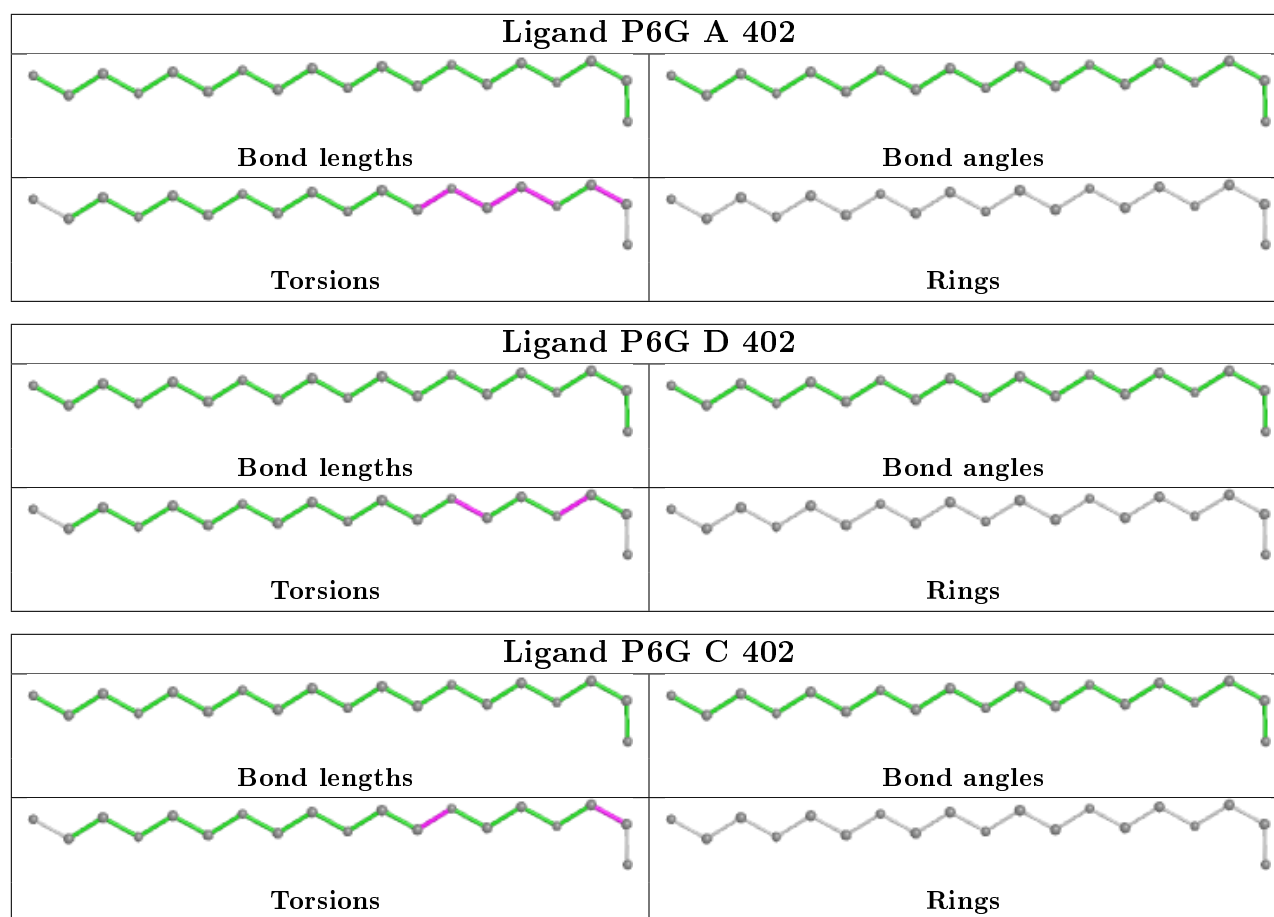 Ligand P6G A 402
Bond lengths Bond angles
Torsions Rings
Ligand P6G D 402
Bond lengths Bond angles
Torsions Rings
Ligand P6G C 402
Bond lengths Bond angles
Torsions Rings